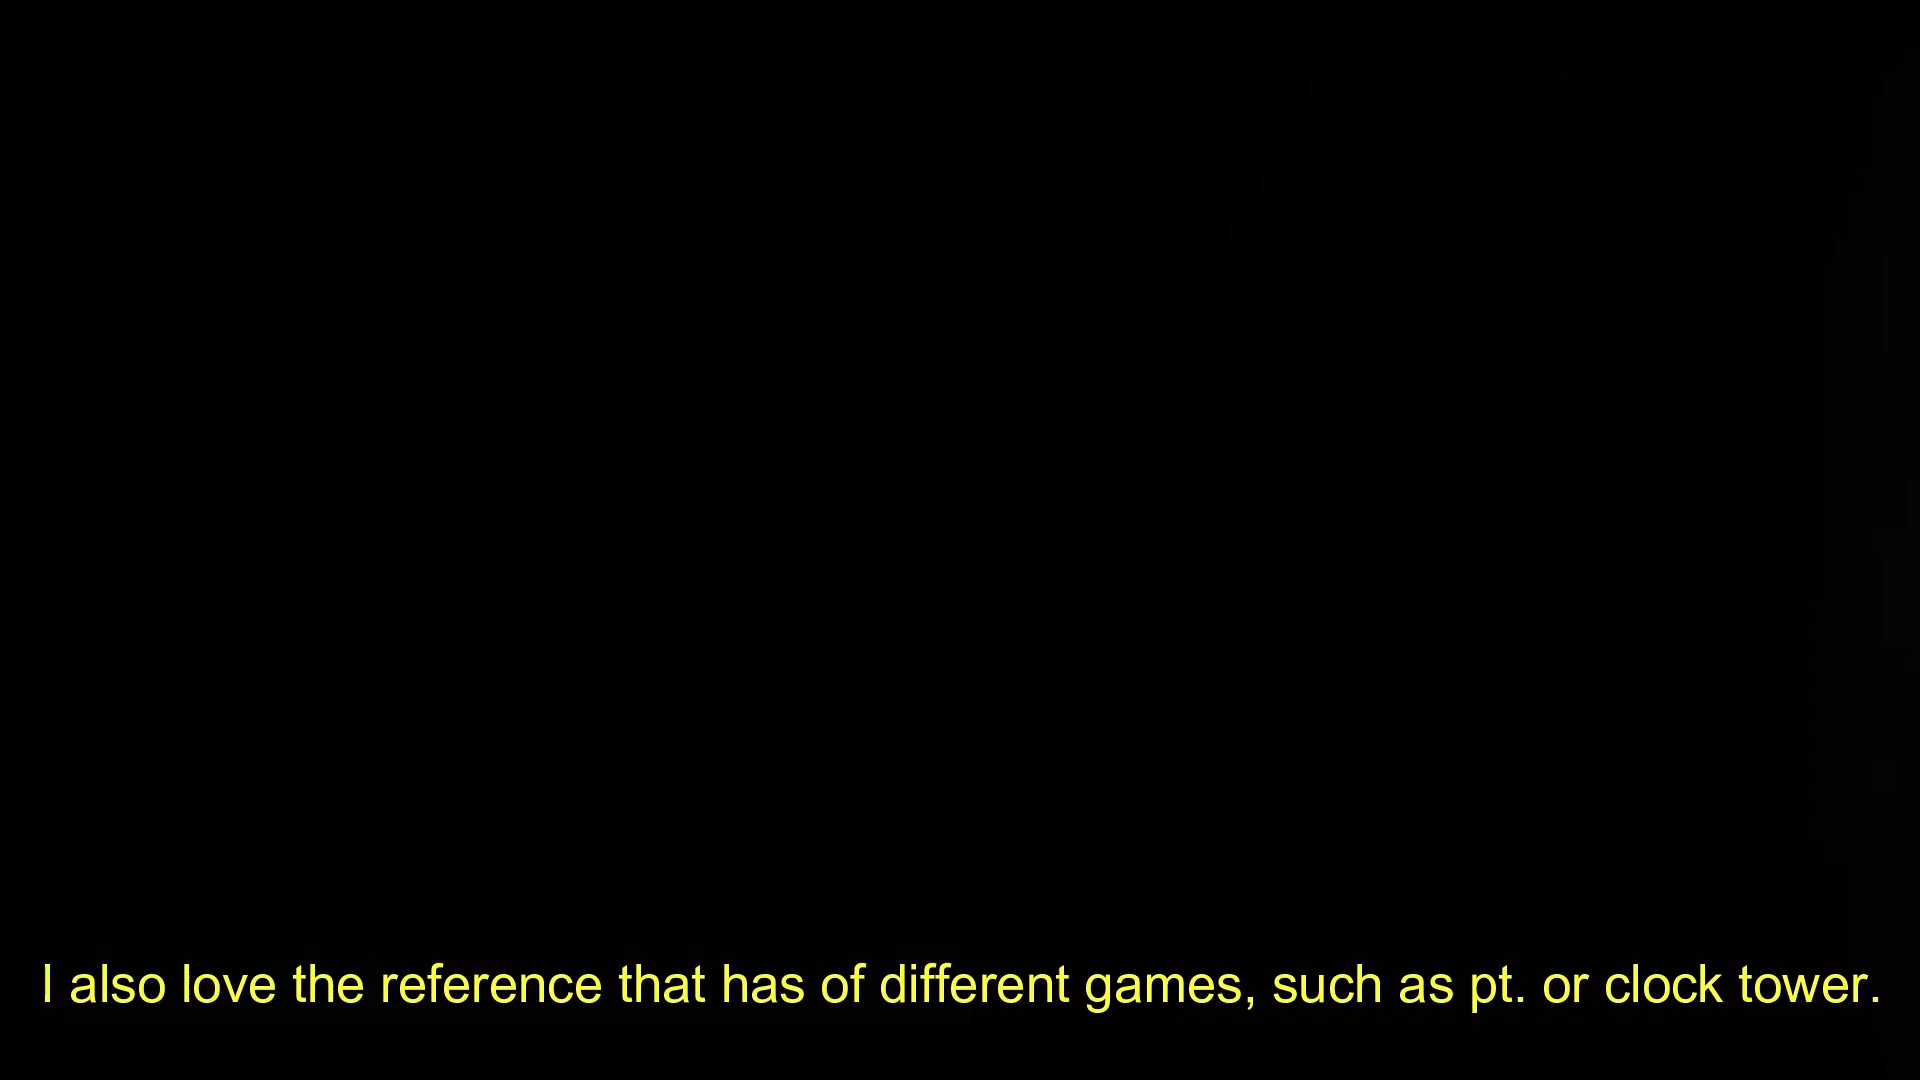 I also love the reference that has of different games, such as pt. or clock tower.